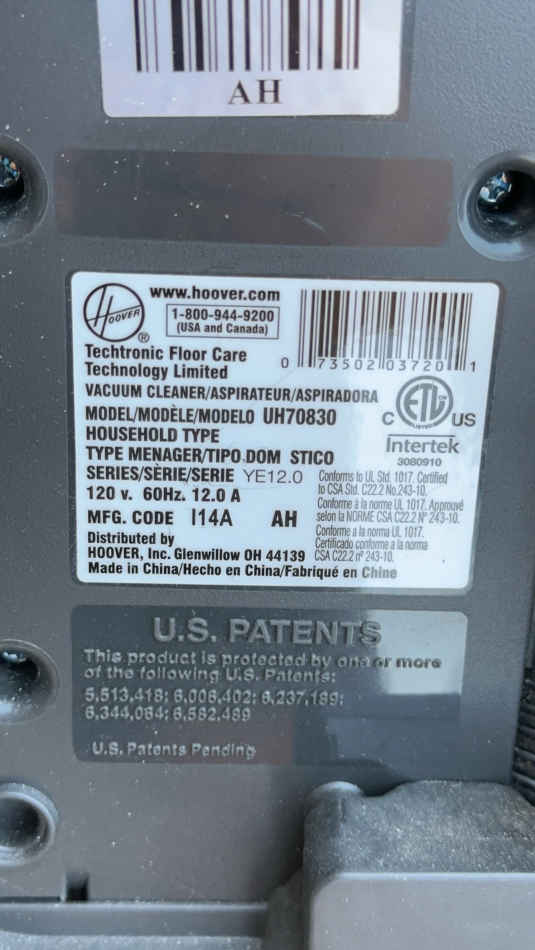 AH
HOOVER
®
www.hoover.com
1-800-944-9200
(USA and Canada)
0 73502 03720 1
Techtronic Floor Care
Technology Limited
VACUUM CLEANER/ASPIRATEUR/ASPIRADORA
MODEL/MODÈLE/MODELO UH70830
HOUSEHOLD TYPE
TYPE MENAGER/TIPO DOM STICO
SERIES/SÈRIE/SERIE YE12.0
120 v. 60Hz. 12.0 A
MFG. CODE I14A AH
Distributed by
HOOVER, Inc. Glenwillow OH 44139
Made in China/Hecho en China/Fabriqué en Chine
C ETL US
LISTED
Intertek
3080910
Conforms to UL Std. 1017. Certified
to CSA Std. C22.2 No.243-10.
Conforme à la norme UL 1017. Approuvé
selon la NORME CSA C22.2 N° 243-10.
Conforme a la norma UL 1017.
Certificado conforme a la norma
CSA C22.2 nº 243-10.
U.S. PATENTS
This product is protected by one or more
of the following U.S. Patents:
5,513,418; 6,006,402; 6,237,189;
6,344,064; 6,582,489
U.S. Patents Pending